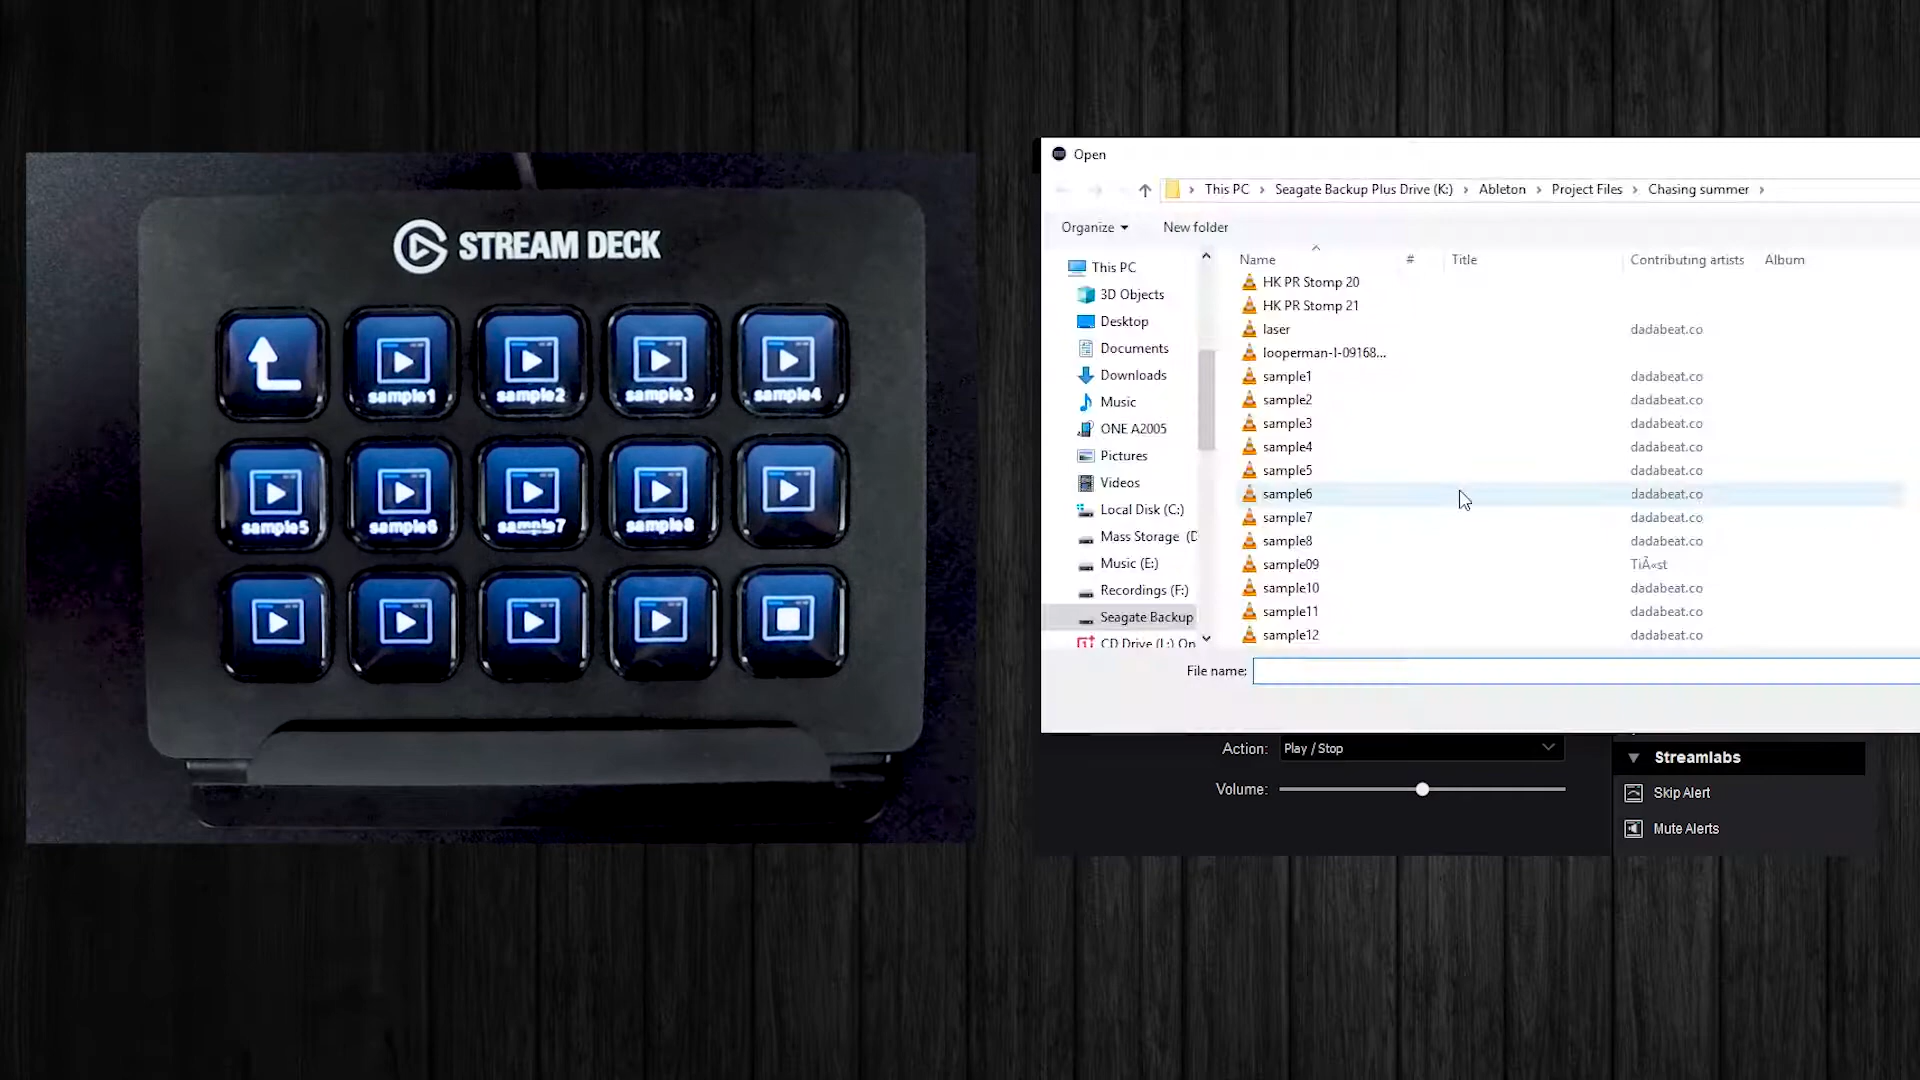 STREAM DECK
sample1
sample2
sample3
sample4
sample5
sample6
sample7
sample8
Open
This PC > Seagate Backup Plus Drive (K:) > Ableton > Project Files > Chasing summer >
Organize
New folder
This PC
3D Objects
Desktop
Documents
Downloads
Music
ONE A2005
Pictures
Videos
Local Disk (C:)
Mass Storage (D
Music (E:)
Recordings (F:)
Seagate Backup
CD Drive (L:) On
Name # Title Contributing artists Album
HK PR Stomp 20
HK PR Stomp 21
laser dadabeat.co
looperman-l-09168...
sample1 dadabeat.co
sample2 dadabeat.co
sample3 dadabeat.co
sample4 dadabeat.co
sample5 dadabeat.co
sample6 dadabeat.co
sample7 dadabeat.co
sample8 dadabeat.co
sample09 TiÃ«st
sample10 dadabeat.co
sample11 dadabeat.co
sample12 dadabeat.co
File name:
Action: Play / Stop
Volume:
Streamlabs
Skip Alert
Mute Alerts